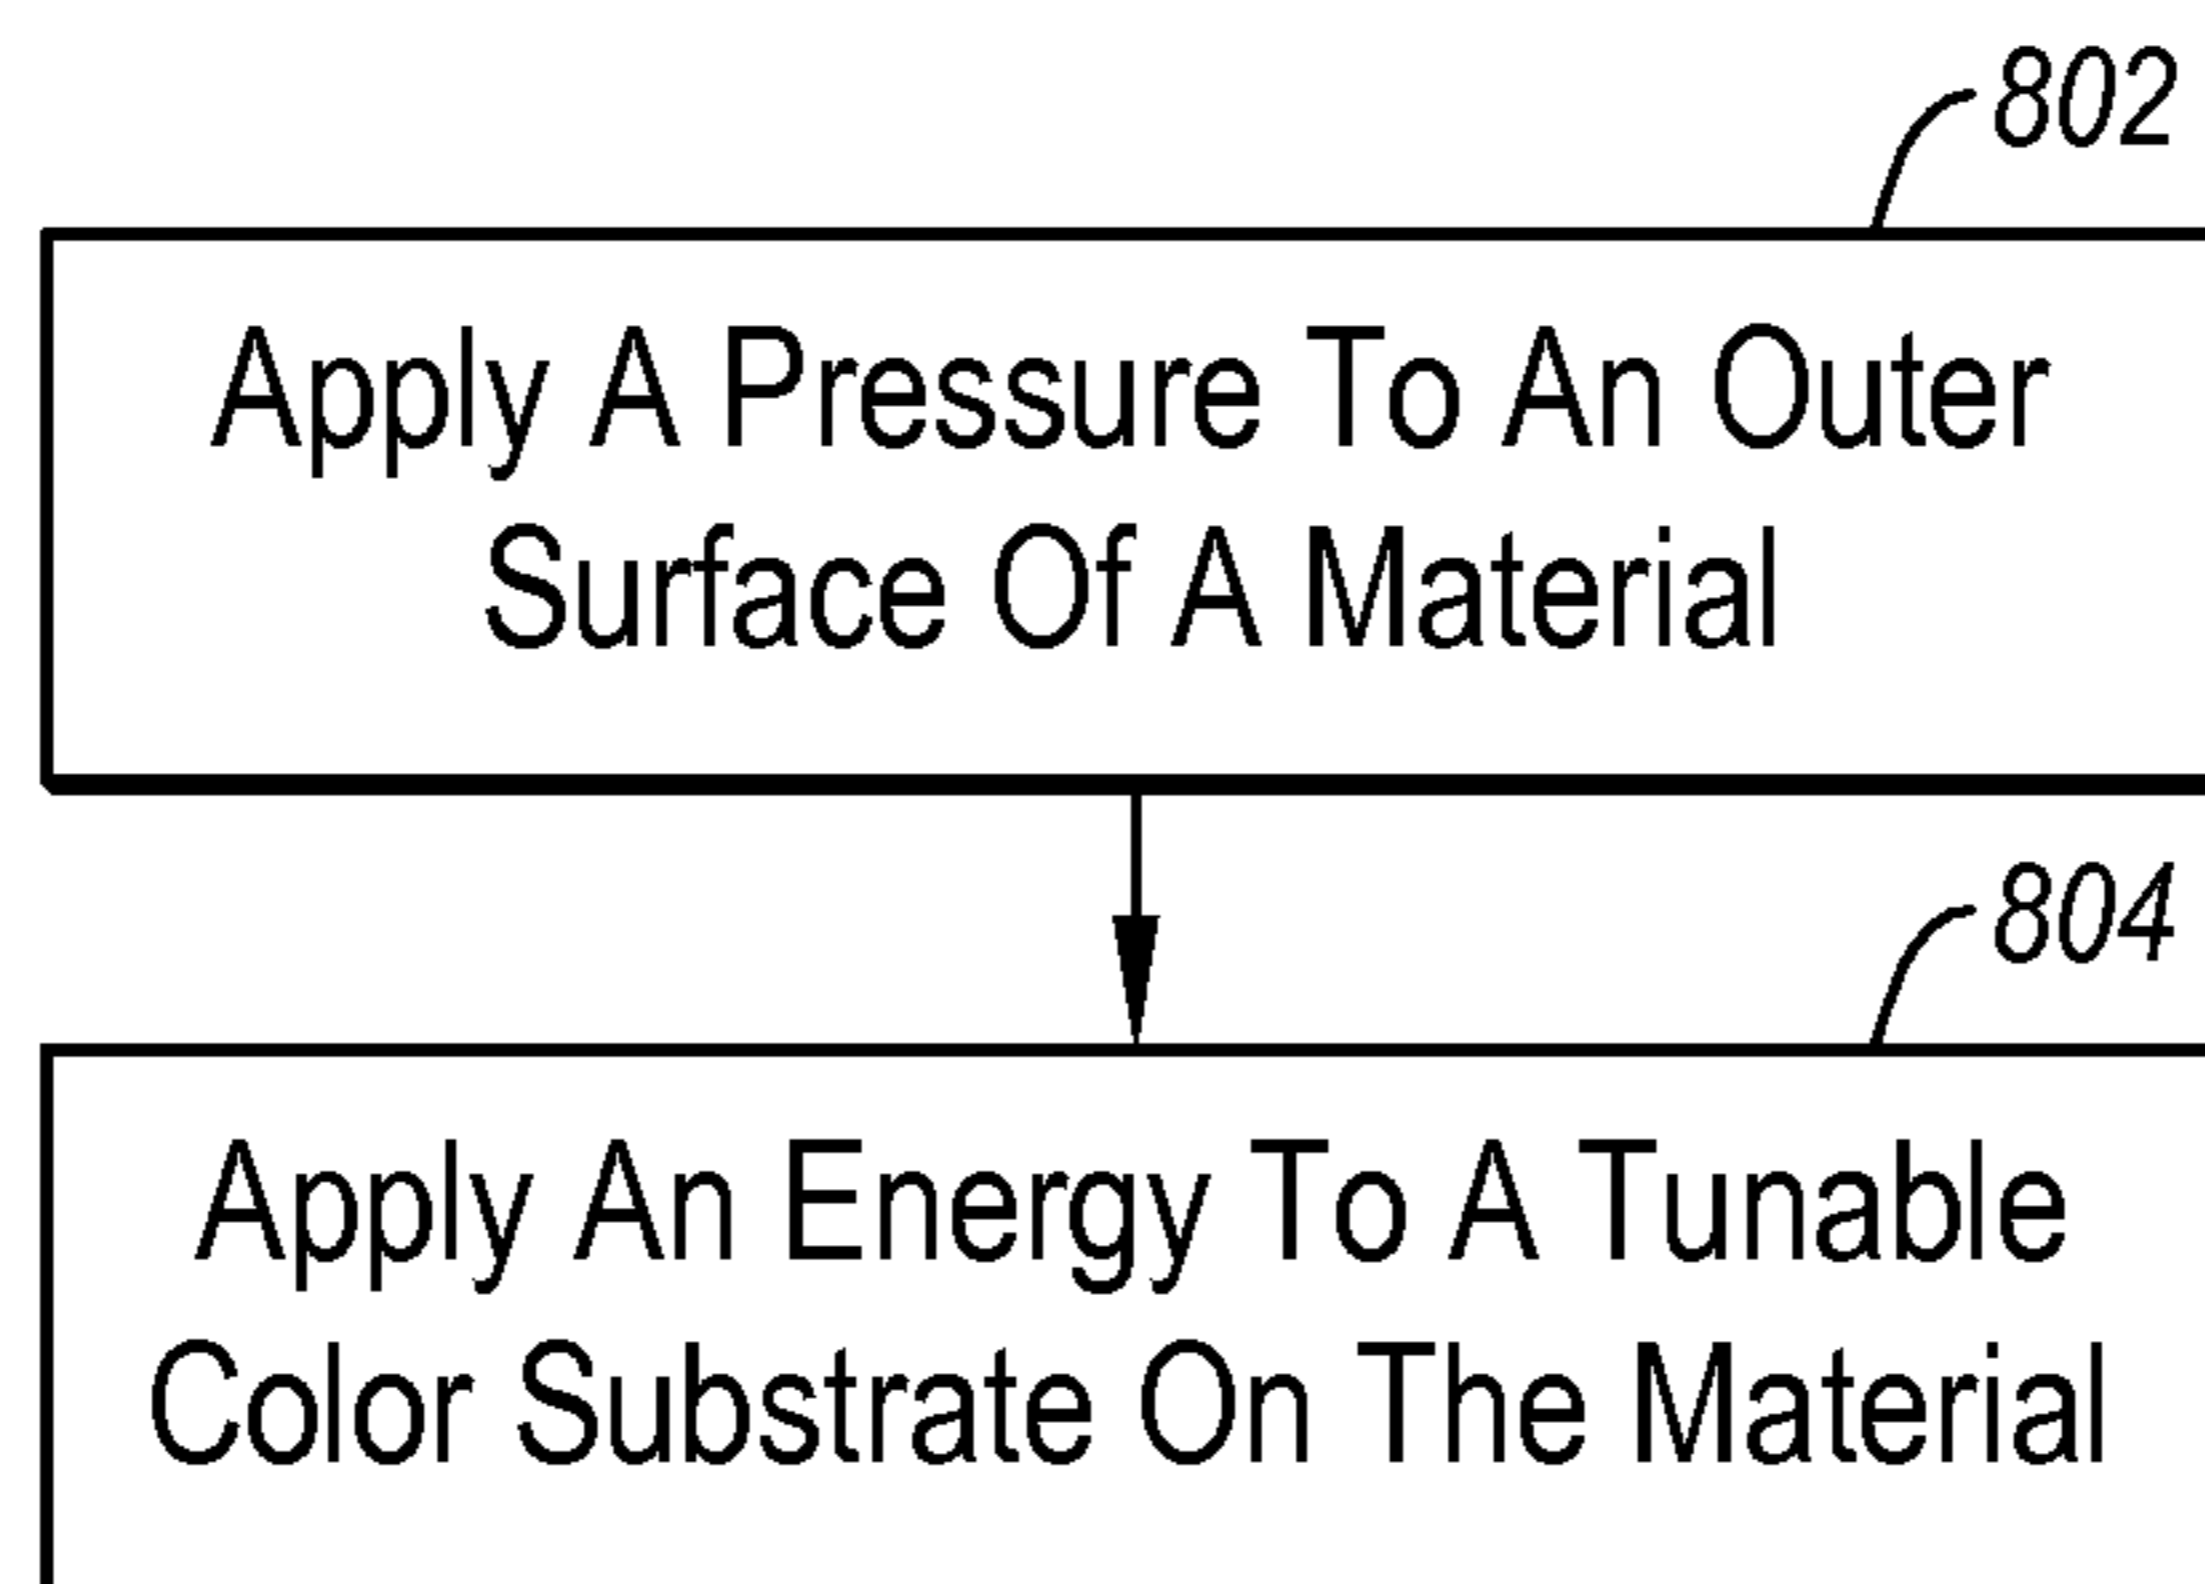 802
Apply A Pressure To An Outer
Surface Of A Material
804
Apply An Energy To A Tunable
Color Substrate On The Material